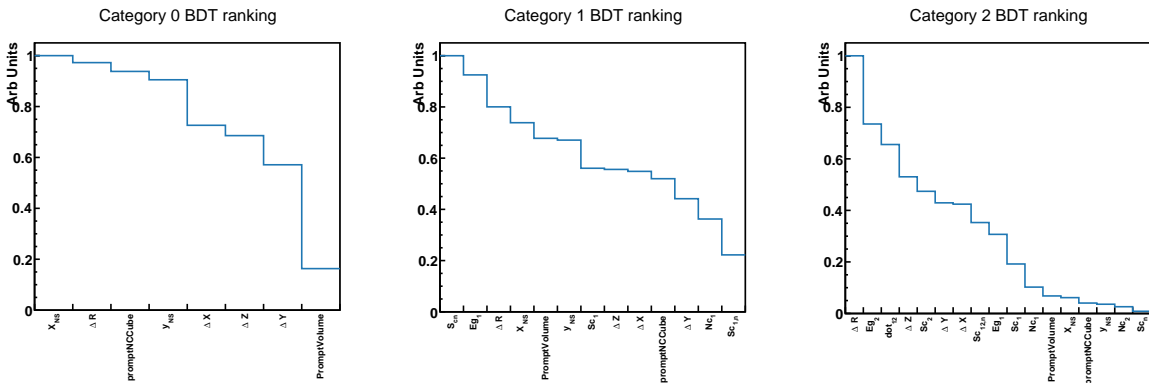 Category 0 BDT ranking
Arb Units
1
0.8
0.6
0.4
0.2
0
X_NS
Δ R
promptNCCube
y_NS
Δ X
Δ Z
Δ Y
PromptVolume
Category 1 BDT ranking
Arb Units
1
0.8
0.6
0.4
0.2
0
S_cn
Eg_1
Δ R
X_NS
PromptVolume
y_NS
Sc_1
Δ Z
Δ X
promptNCCube
Δ Y
Nc_1
Sc_1,n
Category 2 BDT ranking
Arb Units
1
0.8
0.6
0.4
0.2
0
Δ R
Eg_2
dot_12
Δ Z
Sc_2
Δ Y
Δ X
Sc_12,n
Eg_1
Sc_1
Nc_1
PromptVolume
X_NS
promptNCCube
y_NS
Nc_2
Sc_n